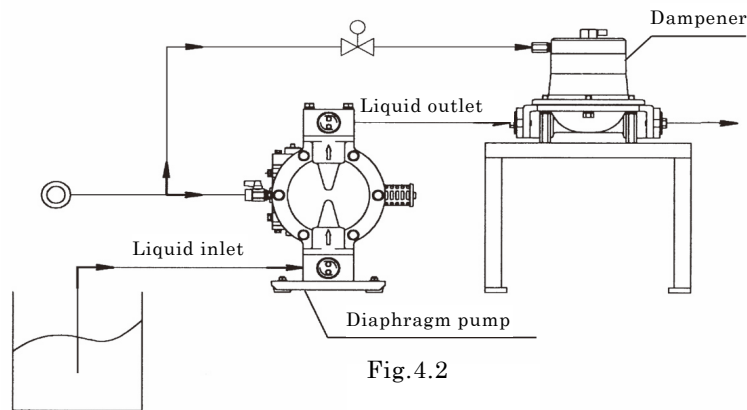 Dampener
Liquid outlet
Liquid inlet
Diaphragm pump
Fig.4.2